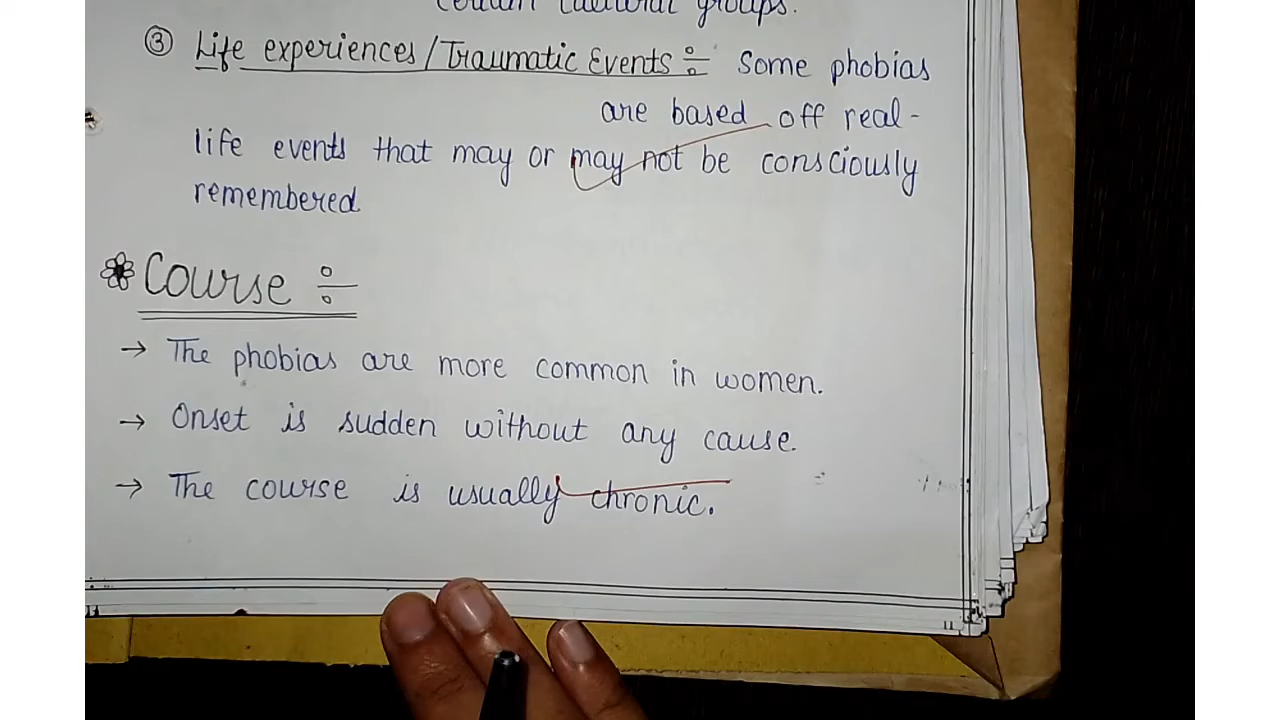 cultural groups.
③ Life experiences/Traumatic Events ÷ Some phobias
are based off real-
life events that may or may not be consciously
remembered
Course ÷
→ The phobias are more common in women.
→ Onset is sudden without any cause.
→ The course is usually chronic.